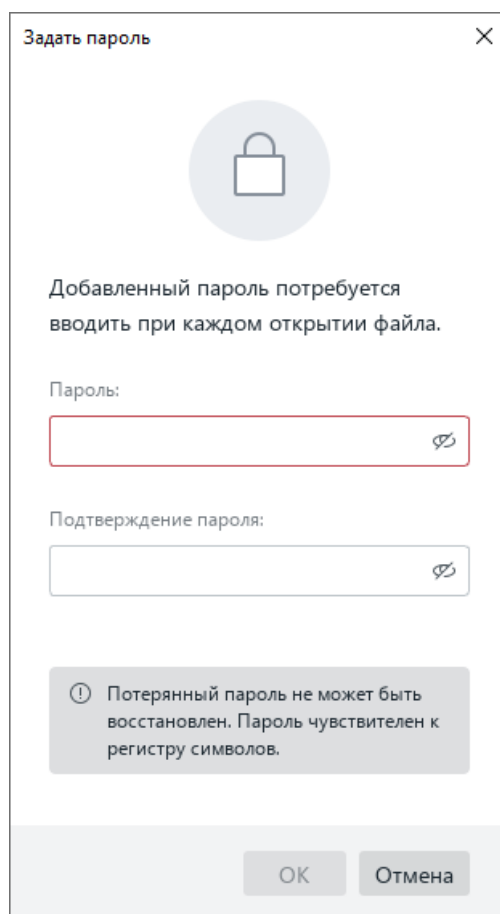 Задать пароль
Добавленный пароль потребуется
вводить при каждом открытии файла.
Пароль:
Подтверждение пароля:
Потерянный пароль не может быть
восстановлен. Пароль чувствителен к
регистру символов.
ОК
Отмена